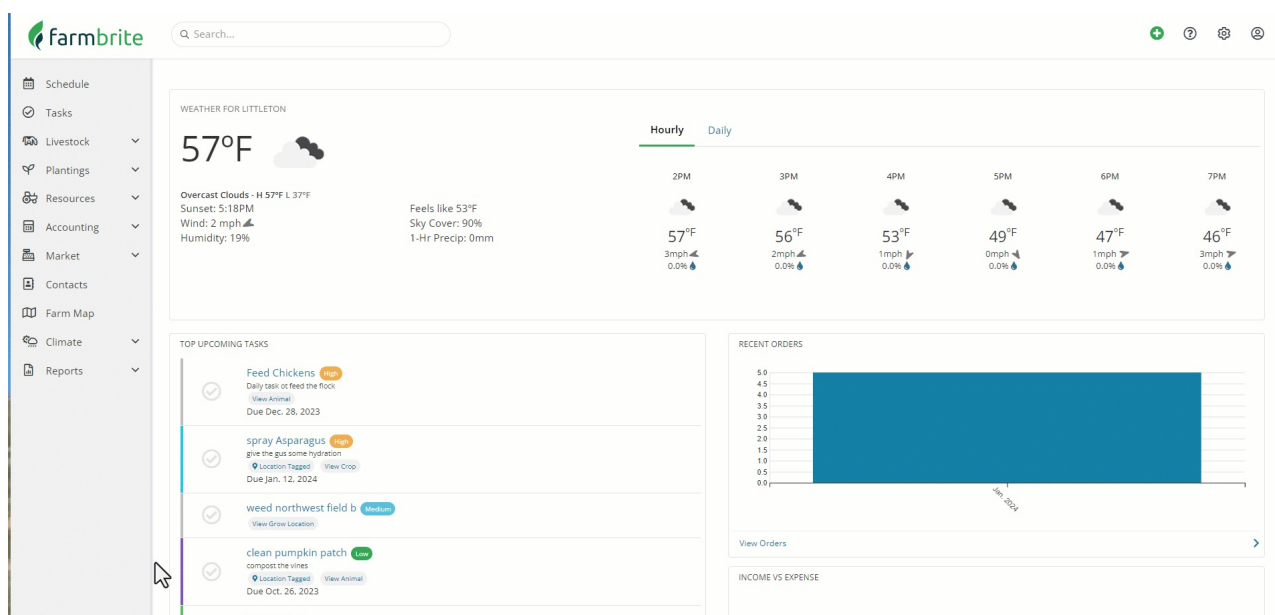 farmbrite
Search...
Schedule
Tasks
Livestock
Plantings
Resources
Accounting
Market
Contacts
Farm Map
Climate
Reports
WEATHER FOR LITTLETON
57°F
Overcast Clouds - H 57°F L 37°F
Sunset: 5:18PM
Wind: 2 mph
Humidity: 19%
Feels like 53°F
Sky Cover: 90%
1-Hr Precip: 0mm
Hourly Daily
2PM 3PM 4PM 5PM 6PM 7PM
57°F 56°F 53°F 49°F 47°F 46°F
3mph 2mph 1mph 0mph 1mph 3mph
0.0% 0.0% 0.0% 0.0% 0.0% 0.0%
TOP UPCOMING TASKS
Feed Chickens High
Daily task ot feed the flock
View Animal
Due Dec. 28, 2023
spray Asparagus High
give the gus some hydration
Location Tagged View Crop
Due Jan. 12, 2024
weed northwest field b Medium
View Grow Location
clean pumpkin patch Low
compost the vines
Location Tagged View Animal
Due Oct. 26, 2023
RECENT ORDERS
5.0
4.5
4.0
3.5
3.0
2.5
2.0
1.5
1.0
0.5
0.0
Jan. 2024
View Orders
INCOME VS EXPENSE